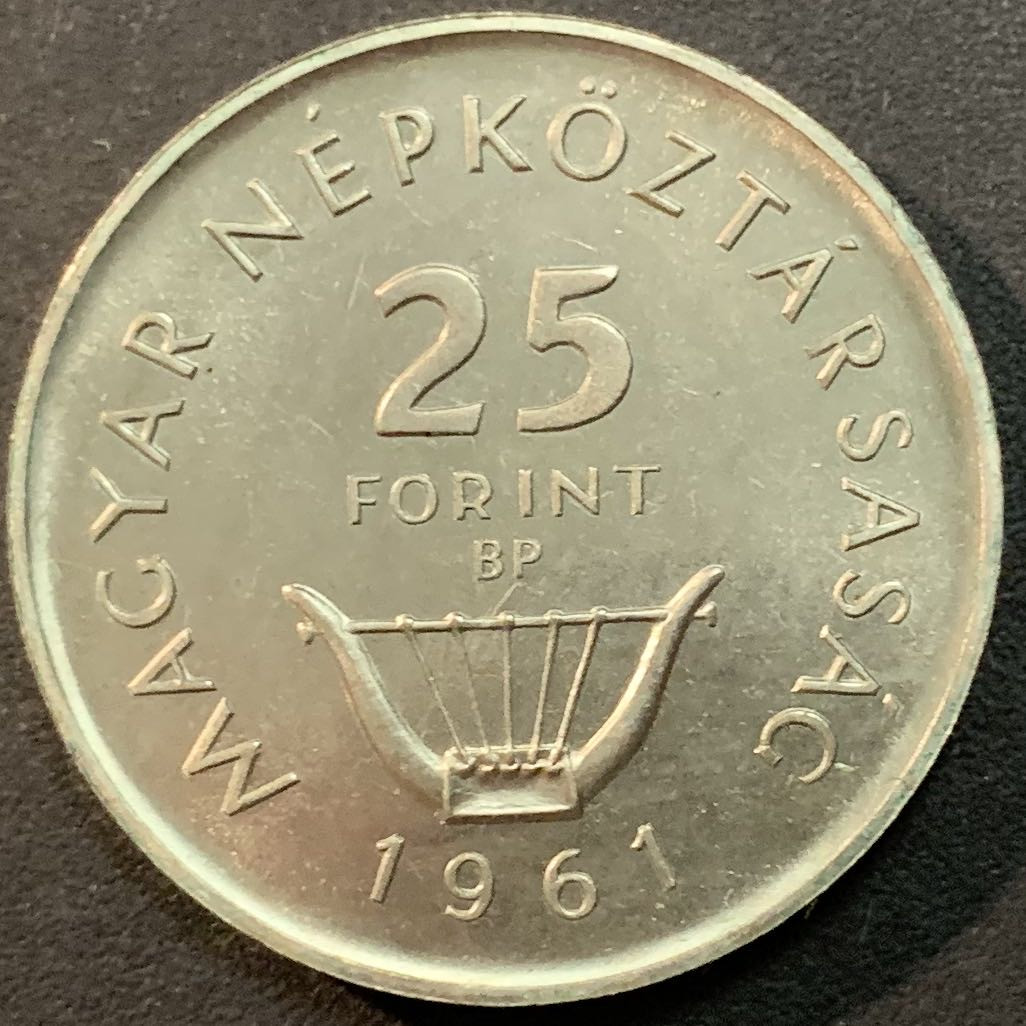 MAGYAR NÉPKÖZTÁRSASÁG
25
FORINT
BP
1961